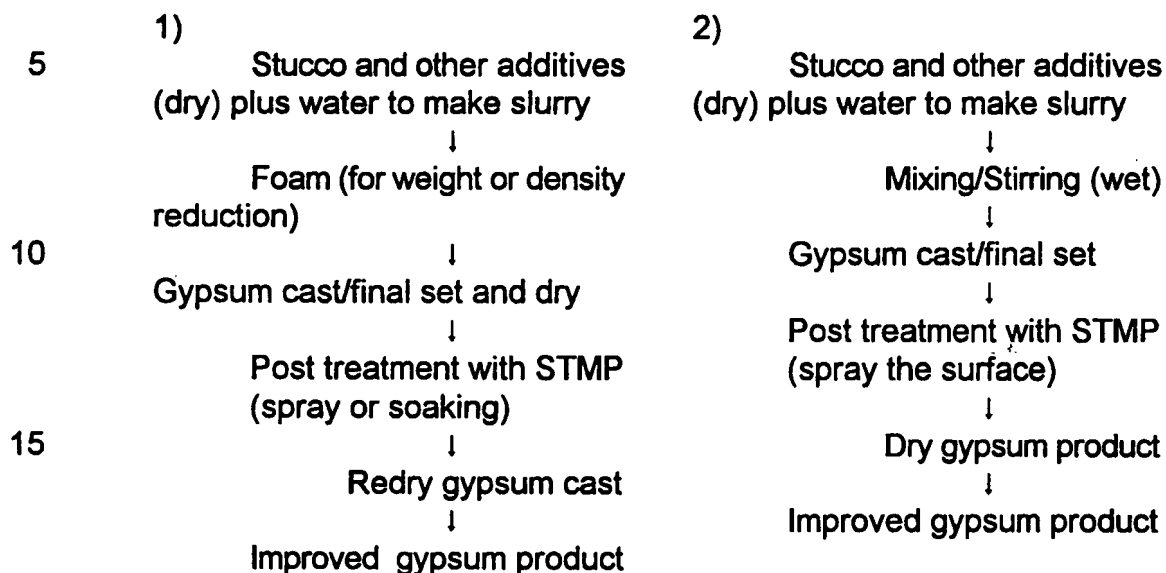 1)
5
Stucco and other additives
(dry) plus water to make slurry
↓
Foam (for weight or density
reduction)
10
↓
Gypsum cast/final set and dry
↓
Post treatment with STMP
(spray or soaking)
15
↓
Redry gypsum cast
↓
Improved gypsum product
2)
Stucco and other additives
(dry) plus water to make slurry
↓
Mixing/Stirring (wet)
↓
Gypsum cast/final set
↓
Post treatment with STMP
(spray the surface)
↓
Dry gypsum product
↓
Improved gypsum product